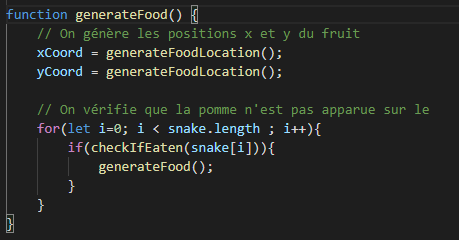 function generateFood() {
// On génère les positions x et y du fruit
xCoord = generateFoodLocation();
yCoord = generateFoodLocation();
// On vérifie que la pomme n'est pas apparue sur le
for(let i=0; i < snake.length ; i++){
if(checkIfEaten(snake[i])){
generateFood();
}
}
}